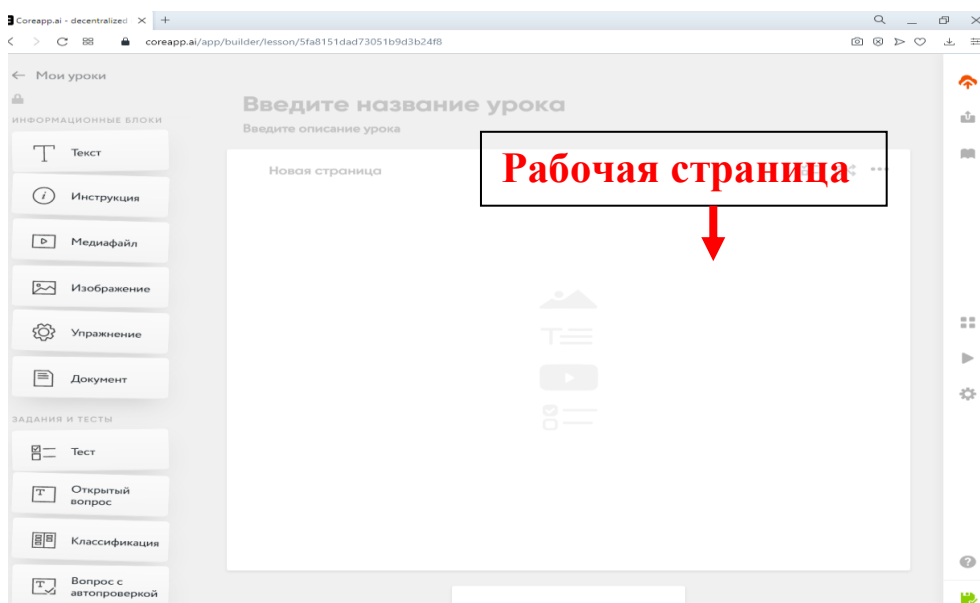 Coreapp.ai - decentralized
coreapp.ai/app/builder/lesson/5fa8151dad73051b9d3b24f8
Мои уроки
ИНФОРМАЦИОННЫЕ БЛОКИ
Текст
Инструкция
Медиафайл
Изображение
Упражнение
Документ
ЗАДАНИЯ И ТЕСТЫ
Тест
Открытый
вопрос
Классификация
Вопрос с
автопроверкой
Введите название урока
Введите описание урока
Новая страница
Рабочая страница